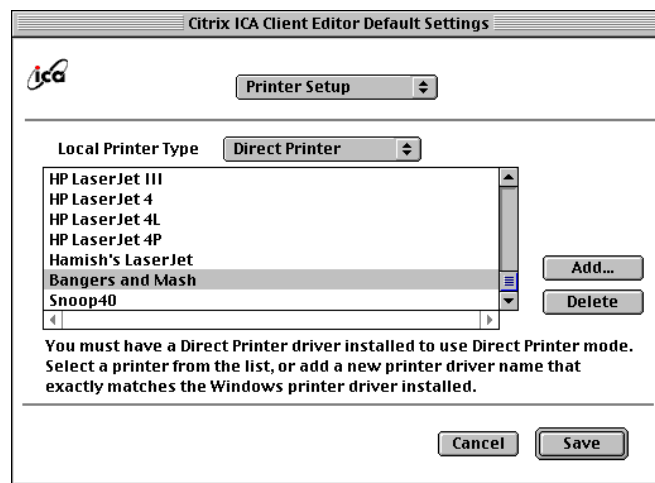 Citrix ICA Client Editor Default Settings
ica
Printer Setup
Local Printer Type Direct Printer
HP LaserJet III
HP LaserJet 4
HP LaserJet 4L
HP LaserJet 4P
Hamish's LaserJet
Bangers and Mash
Snoop40
Add...
Delete
You must have a Direct Printer driver installed to use Direct Printer mode.
Select a printer from the list, or add a new printer driver name that
exactly matches the Windows printer driver installed.
Cancel Save